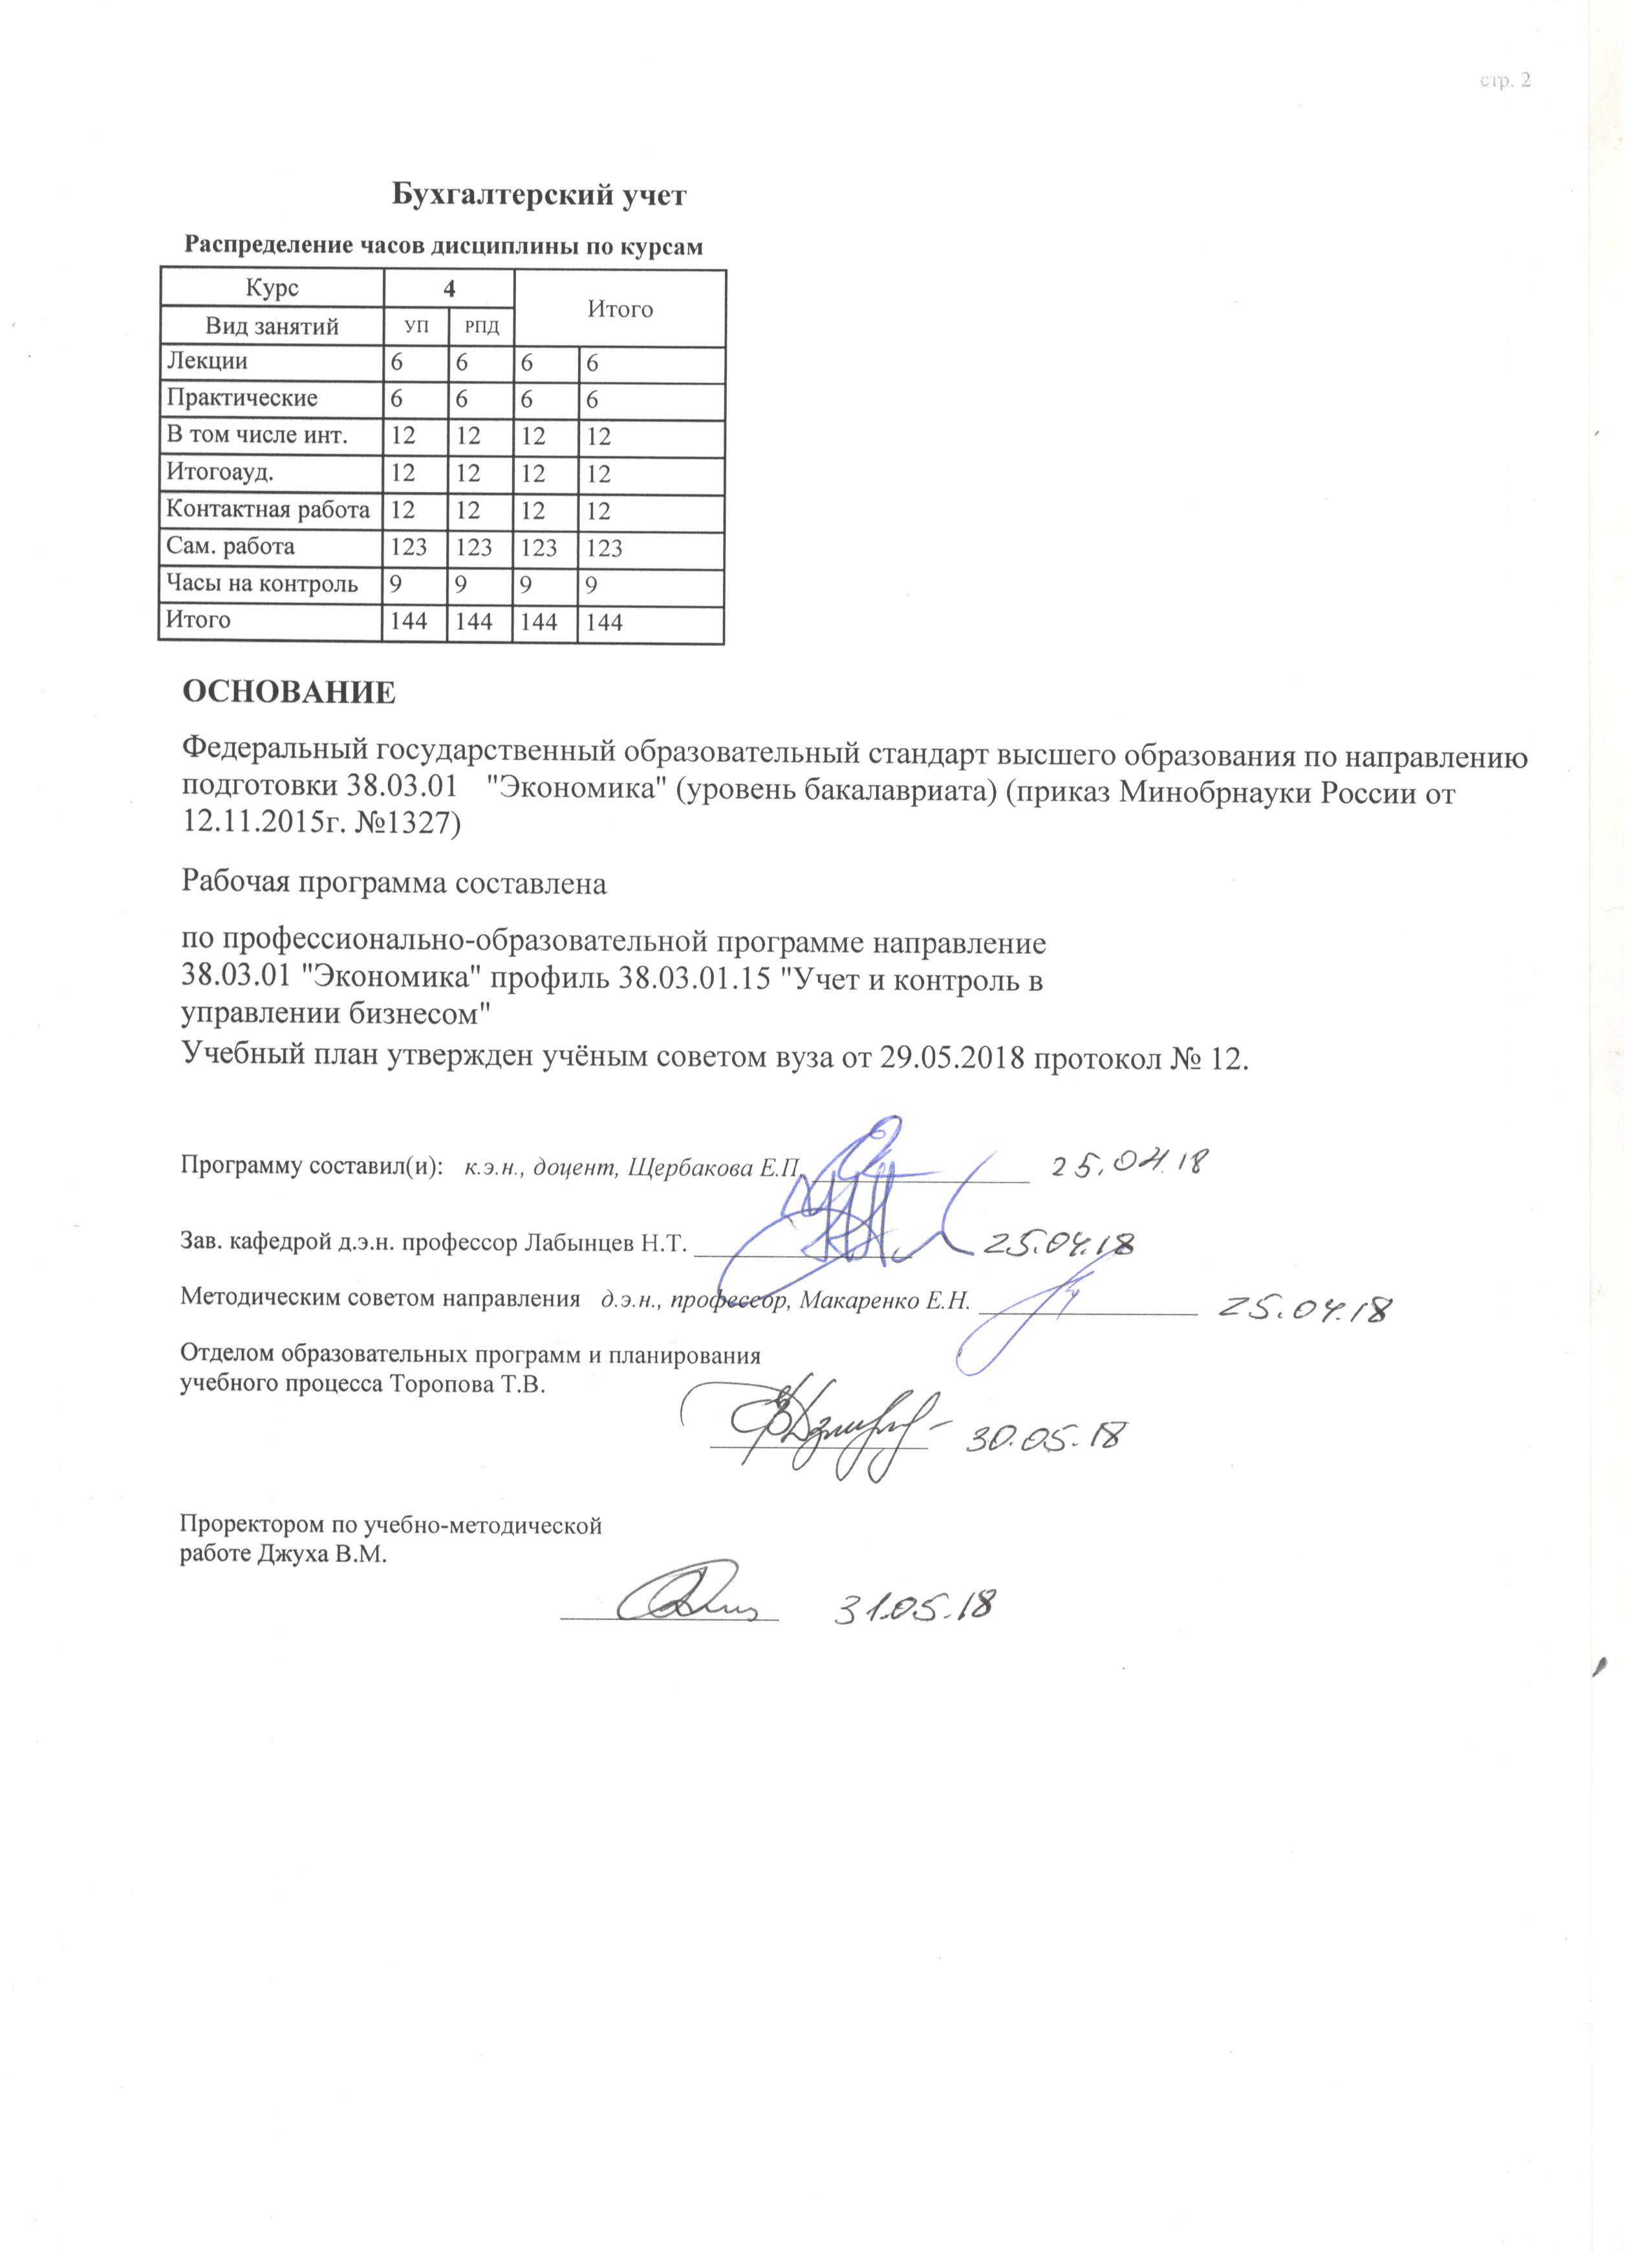 стр. 2
Бухгалтерский учет
Распределение часов дисциплины по курсам
Курс 4 Итого
Вид занятий УП РПД
Лекции 6 6 6 6
Практические 6 6 6 6
В том числе инт. 12 12 12 12
Итогоауд. 12 12 12 12
Контактная работа 12 12 12 12
Сам. работа 123 123 123 123
Часы на контроль 9 9 9 9
Итого 144 144 144 144
ОСНОВАНИЕ
Федеральный государственный образовательный стандарт высшего образования по направлению
подготовки 38.03.01 "Экономика" (уровень бакалавриата) (приказ Минобрнауки России от
12.11.2015г. №1327)
Рабочая программа составлена
по профессионально-образовательной программе направление
38.03.01 "Экономика" профиль 38.03.01.15 "Учет и контроль в
управлении бизнесом"
Учебный план утвержден учёным советом вуза от 29.05.2018 протокол № 12.
Программу составил(и): к.э.н., доцент, Щербакова Е.П. 25.04.18
Зав. кафедрой д.э.н. профессор Лабынцев Н.Т. 25.04.18
Методическим советом направления д.э.н., профессор, Макаренко Е.Н. 25.04.18
Отделом образовательных программ и планирования
учебного процесса Торопова Т.В.
30.05.18
Проректором по учебно-методической
работе Джуха В.М.
31.05.18